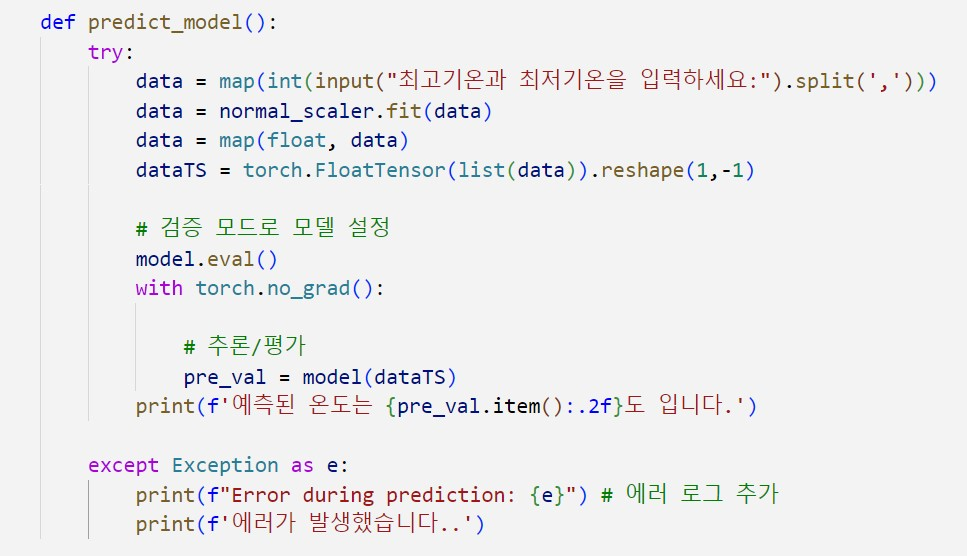 def predict_model():
    try:
        data = map(int(input("최고기온과 최저기온을 입력하세요:").split(',')))
        data = normal_scaler.fit(data)
        data = map(float, data)
        dataTS = torch.FloatTensor(list(data)).reshape(1,-1)
        # 검증 모드로 모델 설정
        model.eval()
        with torch.no_grad():
            # 추론/평가
            pre_val = model(dataTS)
        print(f'예측된 온도는 {pre_val.item():.2f}도 입니다.')
    except Exception as e:
        print(f"Error during prediction: {e}") # 에러 로그 추가
        print(f'에러가 발생했습니다..')